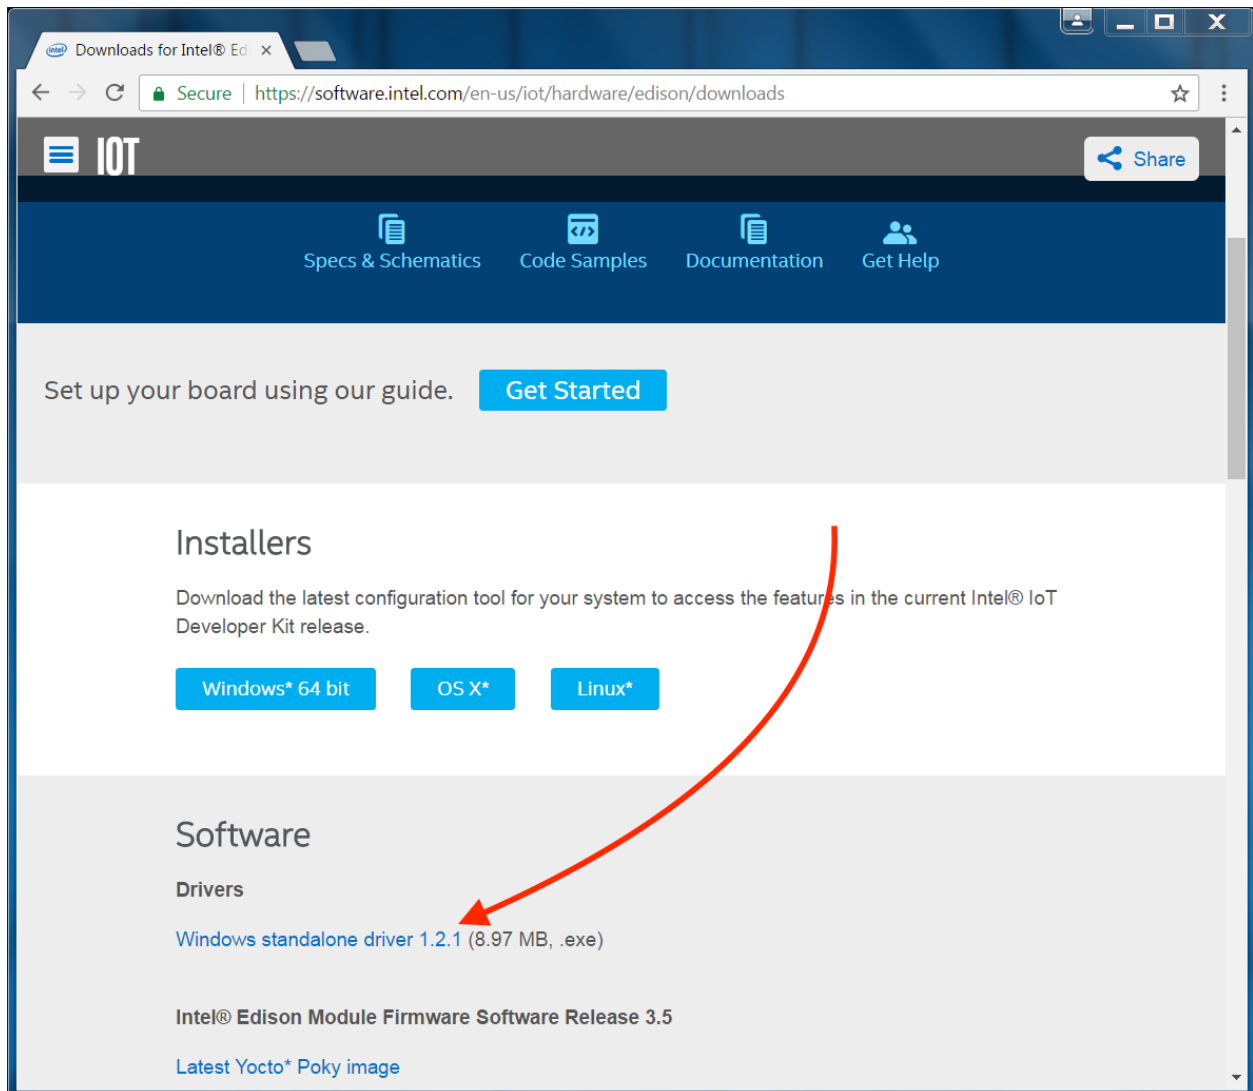 Downloads for Intel® Ed
Secure | https://software.intel.com/en-us/iot/hardware/edison/downloads
IOT
Share
Specs & Schematics
Code Samples
Documentation
Get Help
Set up your board using our guide.
Get Started
Installers
Download the latest configuration tool for your system to access the features in the current Intel® IoT
Developer Kit release.
Windows* 64 bit
OS X*
Linux*
Software
Drivers
Windows standalone driver 1.2.1 (8.97 MB, .exe)
Intel® Edison Module Firmware Software Release 3.5
Latest Yocto* Poky image